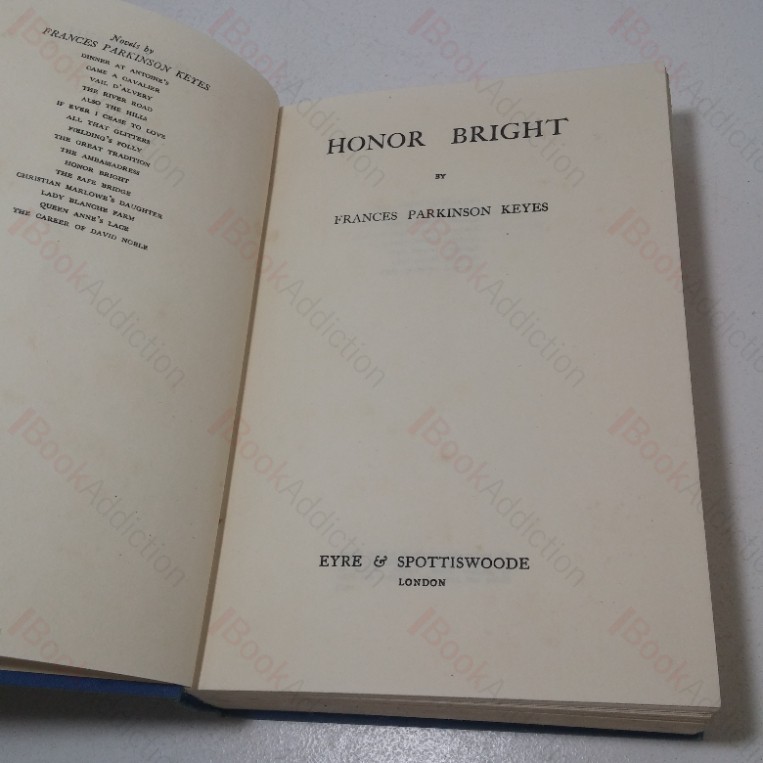 Novels by
FRANCES PARKINSON KEYES
DINNER AT ANTOINE'S
CAME A CAVALIER
VAIL D'ALVERY
THE RIVER ROAD
ALSO THE HILLS
IF EVER I CEASE TO LOVE
ALL THAT GLITTERS
FIELDING'S FOLLY
THE GREAT TRADITION
THE AMBASSADRESS
HONOR BRIGHT
THE SAFE BRIDGE
CHRISTIAN MARLOWE'S DAUGHTER
LADY BLANCHE FARM
QUEEN ANNE'S LACE
THE CAREER OF DAVID NOBLE
HONOR BRIGHT
BY
FRANCES PARKINSON KEYES
EYRE & SPOTTISWOODE
LONDON
BookAddiction